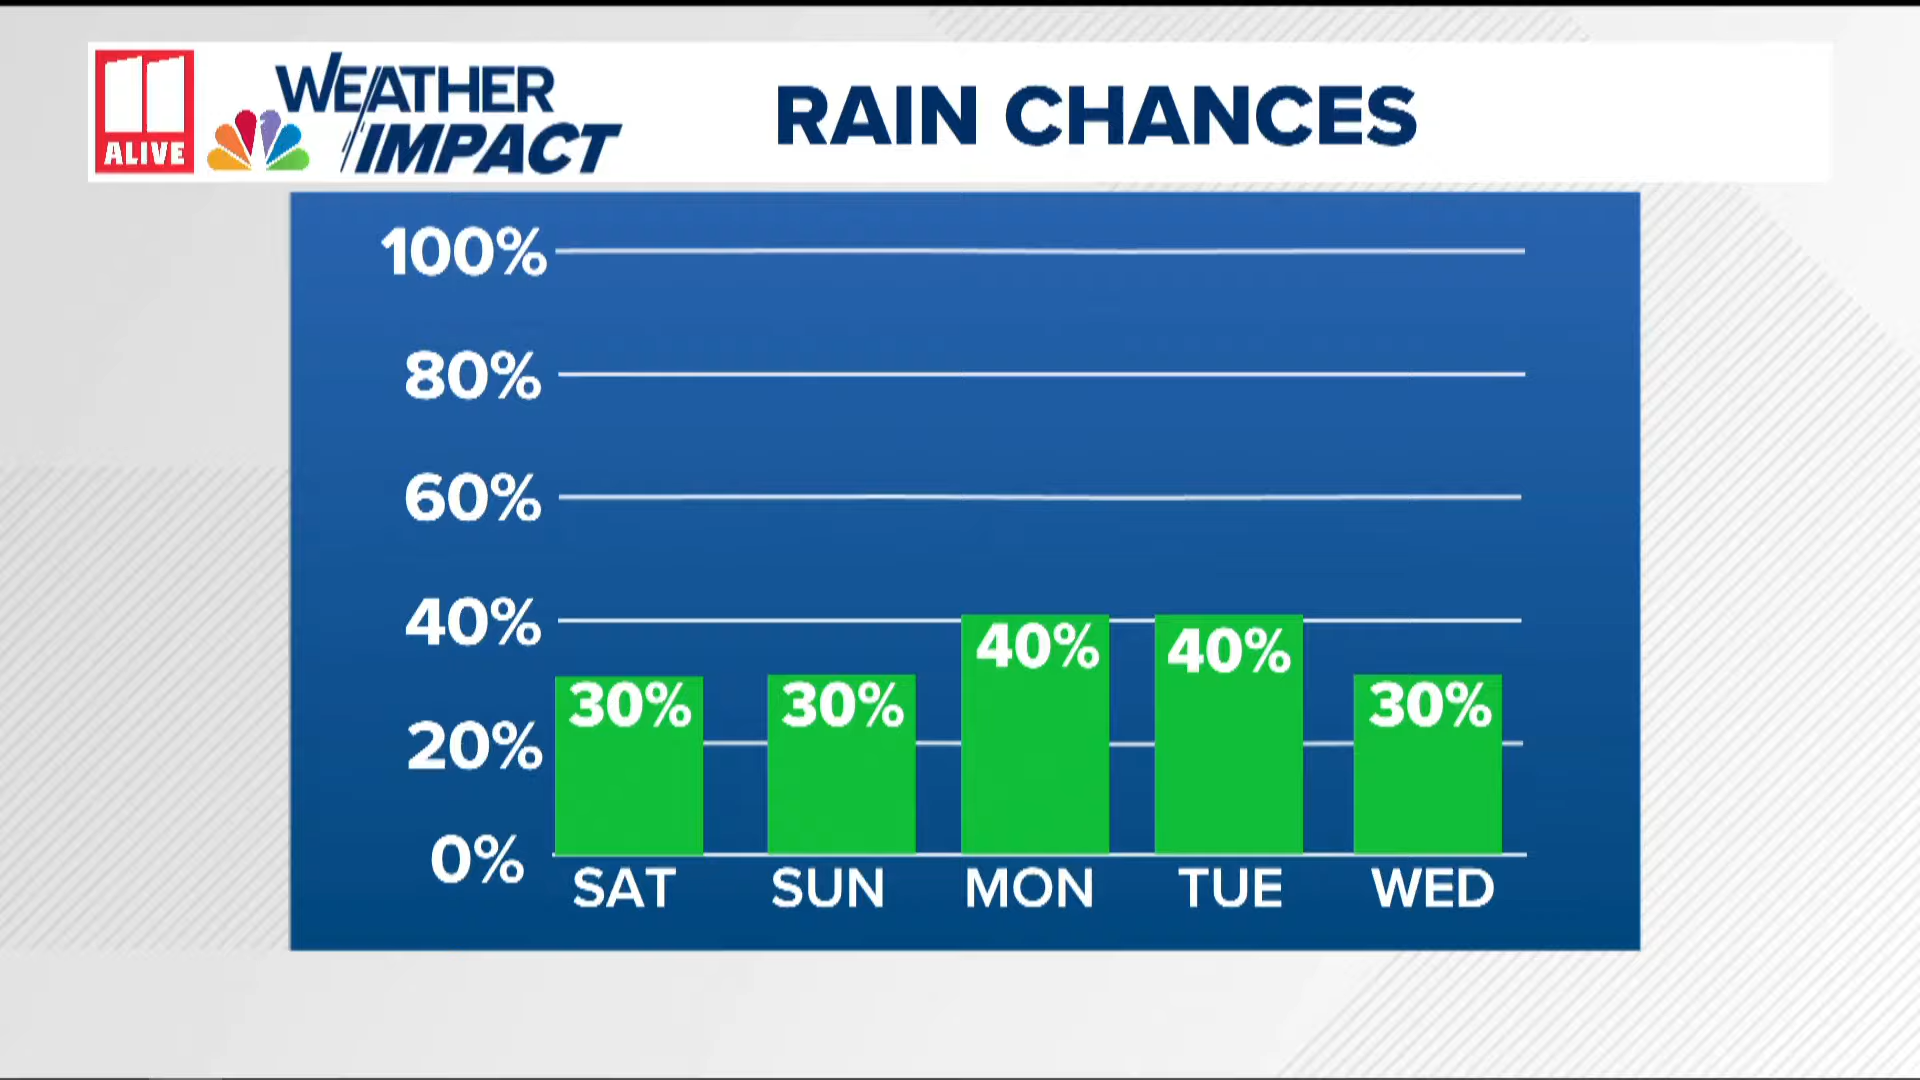 11 ALIVE
WEATHER
IMPACT
RAIN CHANCES
100%
80%
60%
40%
20%
0%
30%
30%
40%
40%
30%
SAT
SUN
MON
TUE
WED